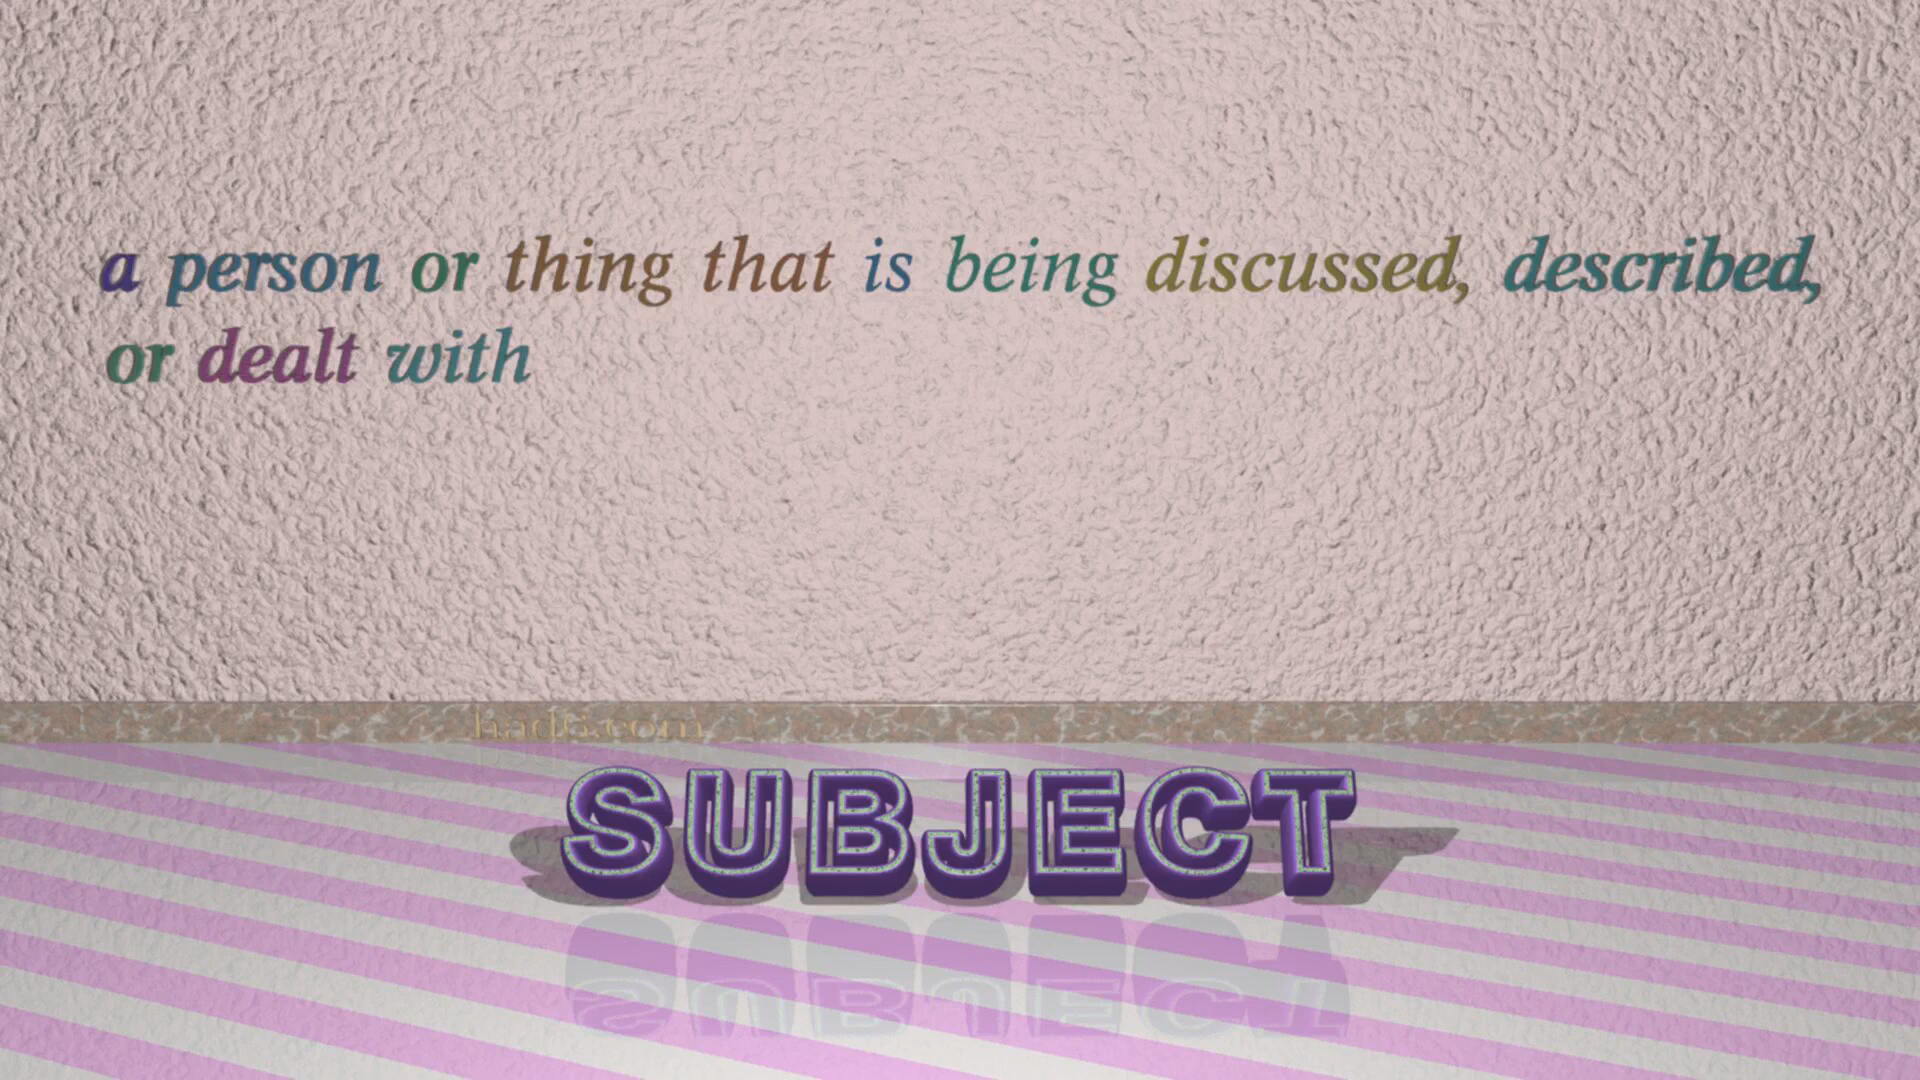 a person or thing that is being discussed, described,
or dealt with
SUBJECT